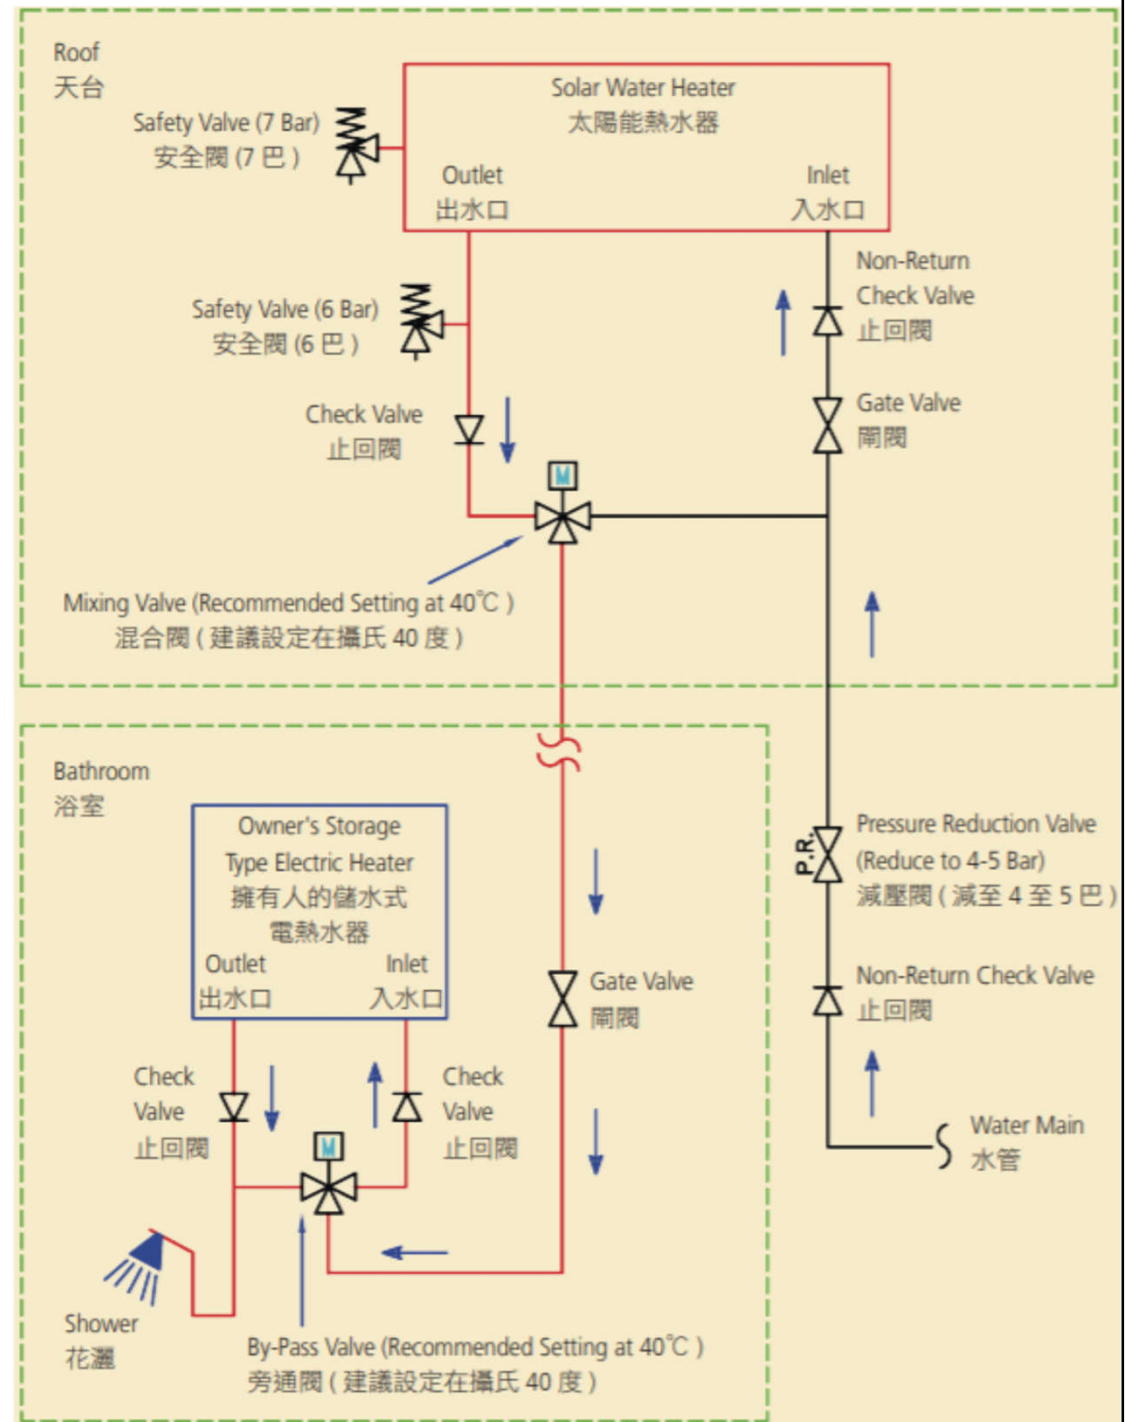 Roof
天台
Solar Water Heater
太陽能熱水器
Safety Valve (7 Bar)
安全閥 (7 巴 )
Outlet
出水口
Inlet
入水口
Non-Return
Check Valve
止回閥
Safety Valve (6 Bar)
安全閥 (6 巴 )
Check Valve
止回閥
Gate Valve
閘閥
M
Mixing Valve (Recommended Setting at 40℃ )
混合閥 ( 建議設定在攝氏 40 度 )
Bathroom
浴室
Owner's Storage
Type Electric Heater
擁有人的儲水式
電熱水器
Outlet
出水口
Inlet
入水口
P.R.
Pressure Reduction Valve
(Reduce to 4-5 Bar)
減壓閥 ( 減至 4 至 5 巴 )
Gate Valve
閘閥
Non-Return Check Valve
止回閥
Check
Valve
止回閥
Check
Valve
止回閥
M
Water Main
水管
Shower
花灑
By-Pass Valve (Recommended Setting at 40℃ )
旁通閥 ( 建議設定在攝氏 40 度 )